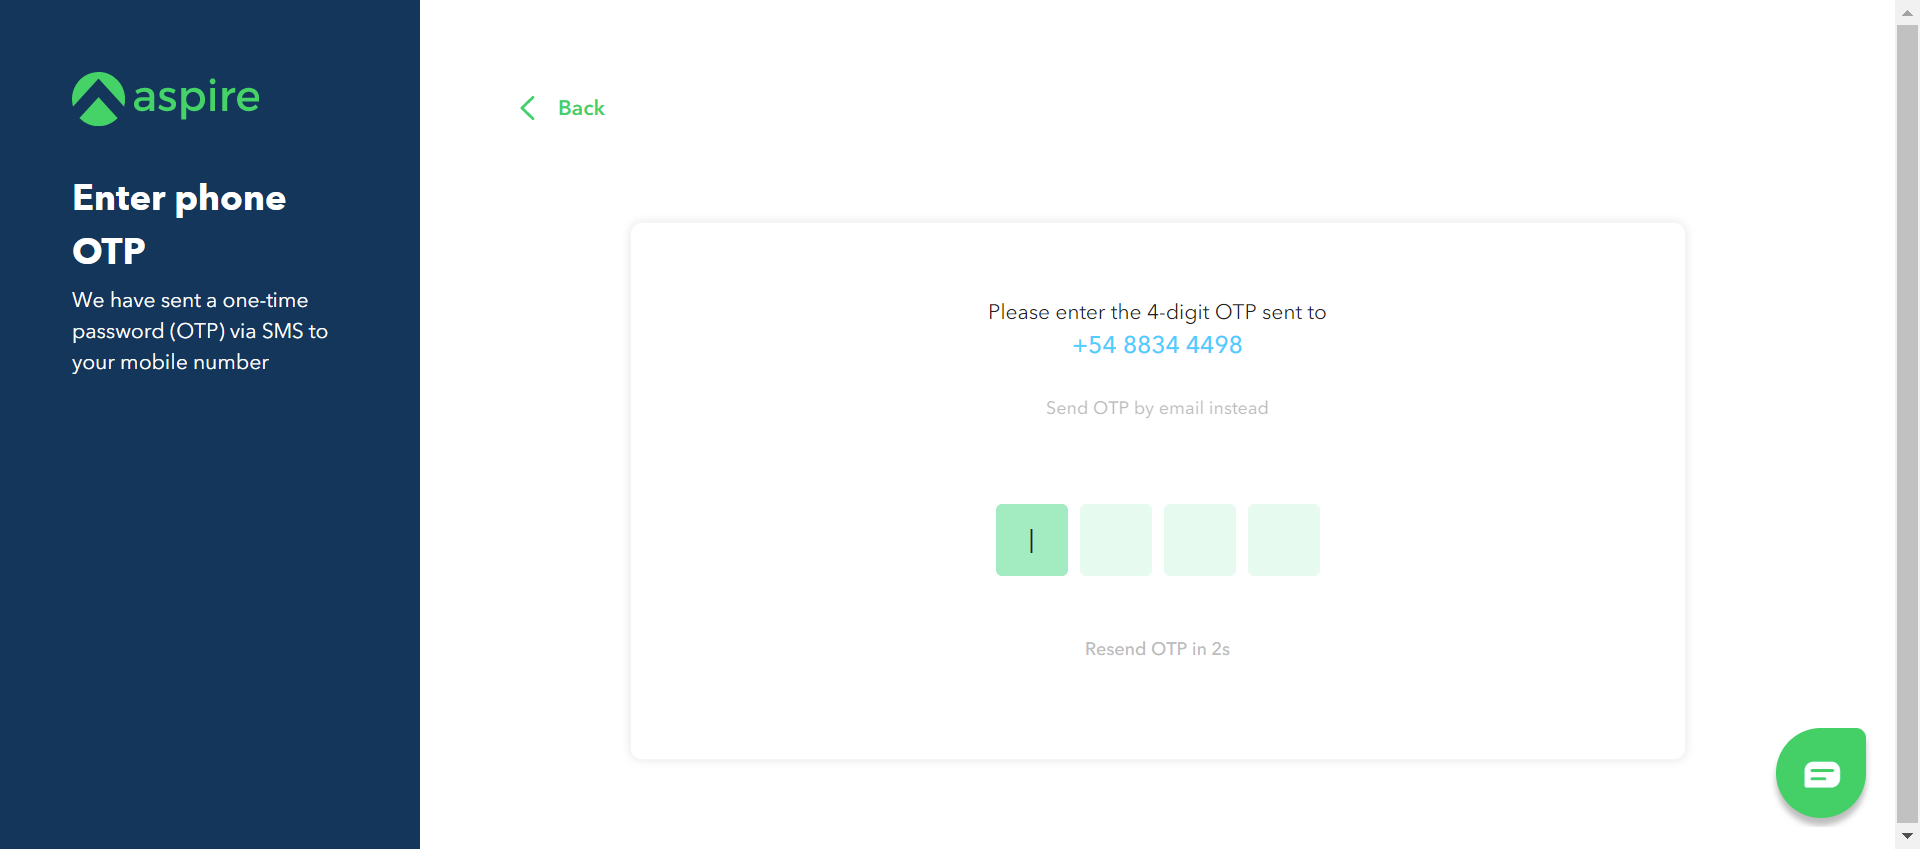 aspire
Enter phone
OTP
We have sent a one-time
password (OTP) via SMS to
your mobile number
Back
Please enter the 4-digit OTP sent to
+54 8834 4498
Send OTP by email instead
Resend OTP in 2s